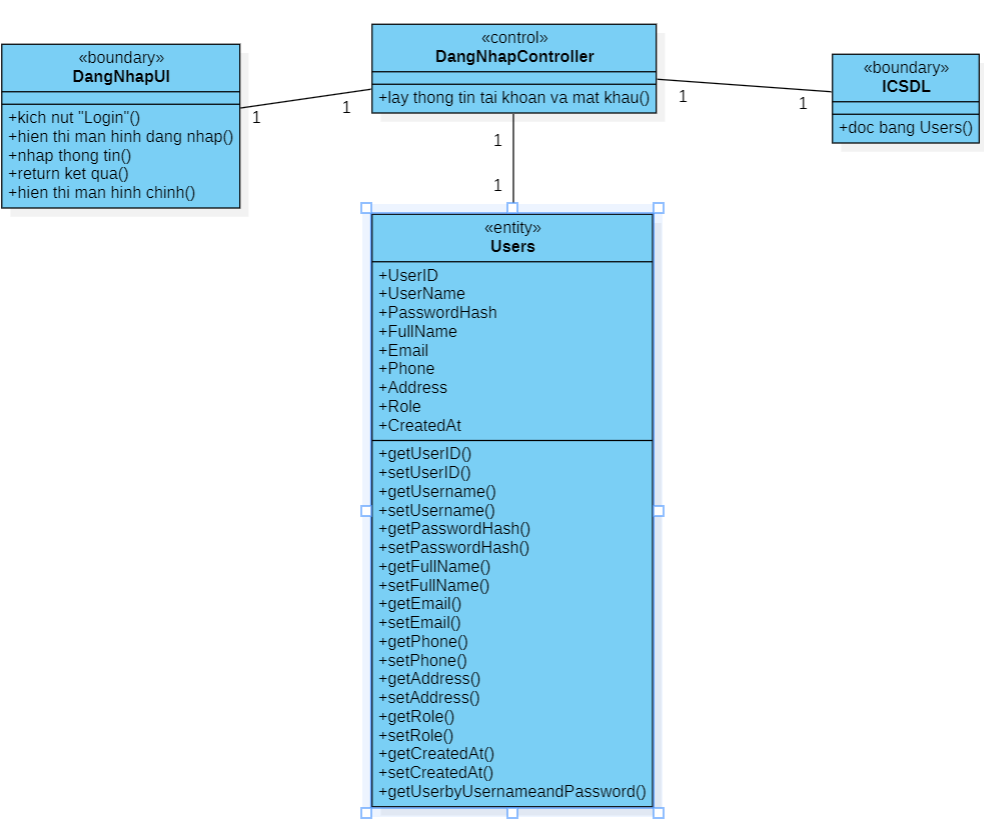 «boundary»
DangNhapUI
+kich nut "Login"()
+hien thi man hinh dang nhap()
+nhap thong tin()
+return ket qua()
+hien thi man hinh chinh()
1
1
«control»
DangNhapController
+lay thong tin tai khoan va mat khau()
1
1
«boundary»
ICSDL
+doc bang Users()
1
1
«entity»
Users
+UserID
+UserName
+PasswordHash
+FullName
+Email
+Phone
+Address
+Role
+CreatedAt
+getUserID()
+setUserID()
+getUsername()
+setUsername()
+getPasswordHash()
+setPasswordHash()
+getFullName()
+setFullName()
+getEmail()
+setEmail()
+getPhone()
+setPhone()
+getAddress()
+setAddress()
+getRole()
+setRole()
+getCreatedAt()
+setCreatedAt()
+getUserbyUsernameandPassword()